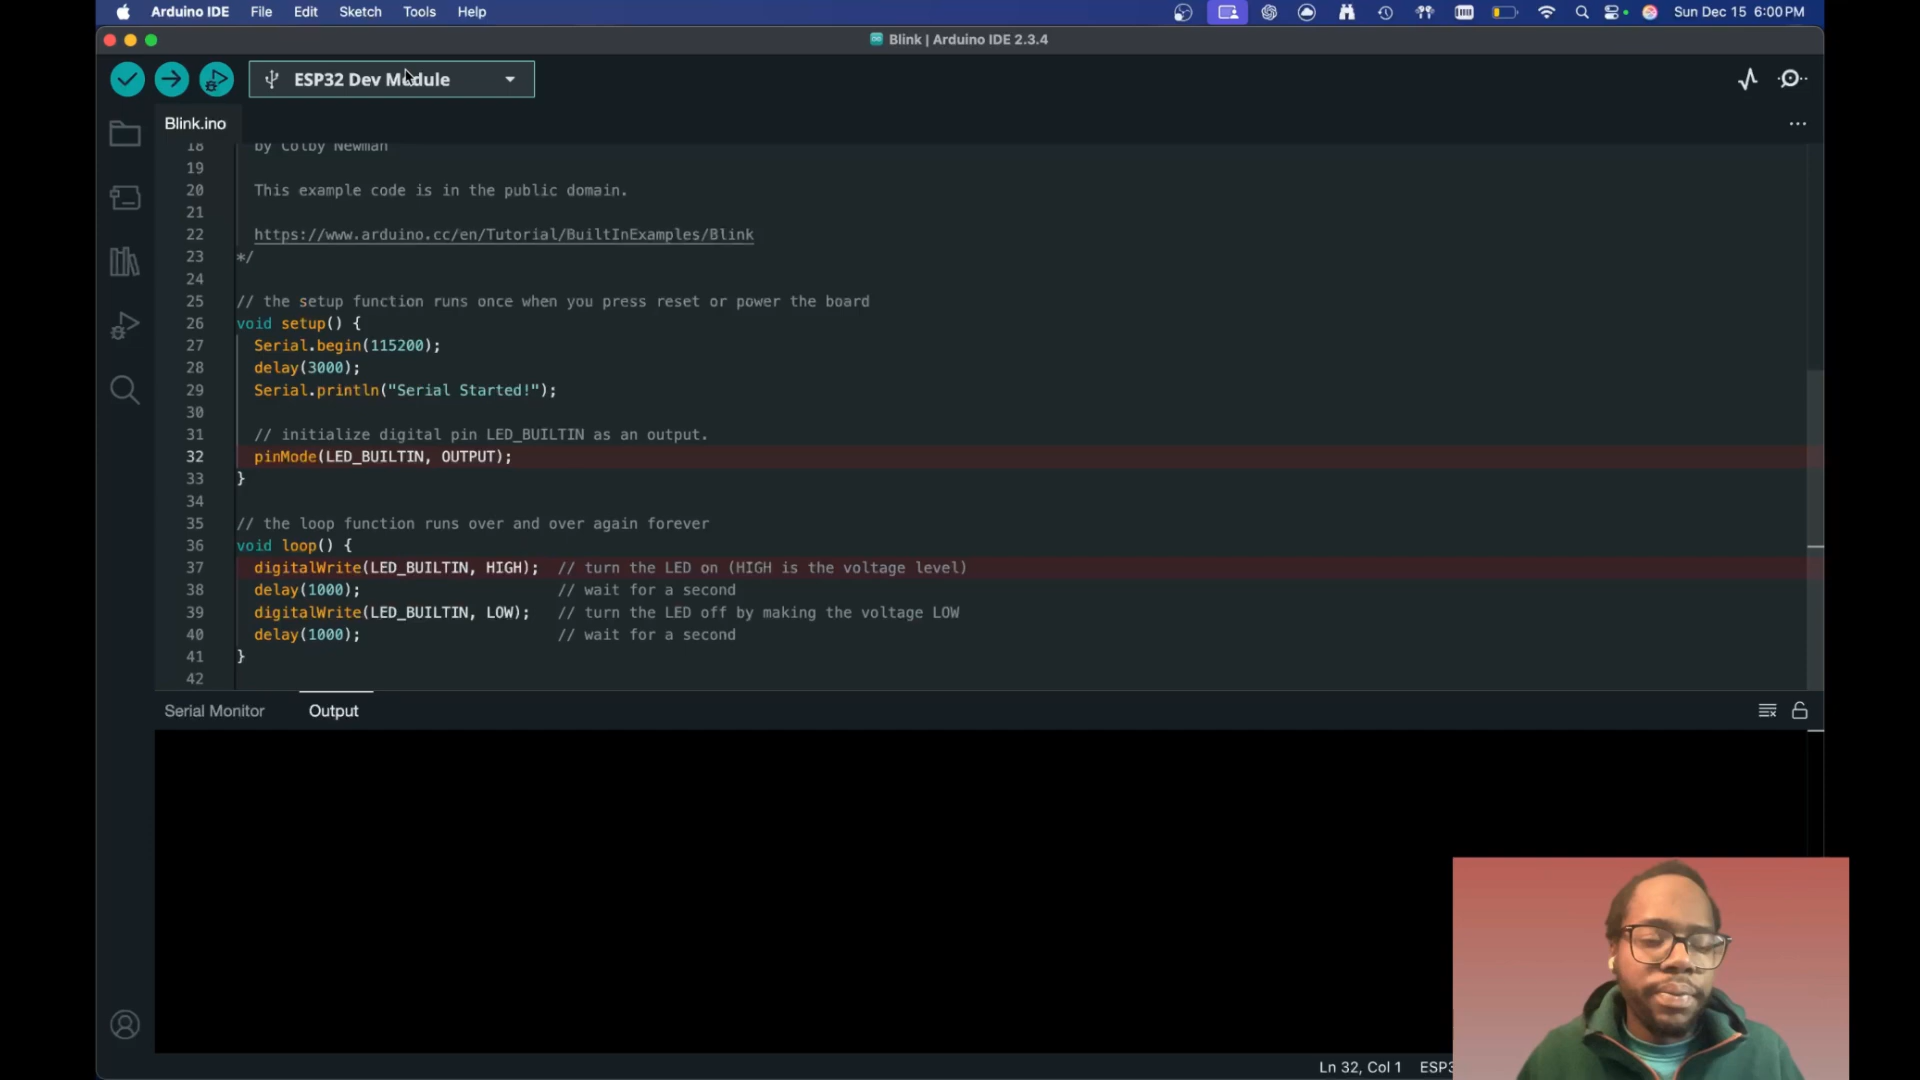 Arduino IDE File Edit Sketch Tools Help Sun Dec 15 6:00 PM
Blink | Arduino IDE 2.3.4
ESP32 Dev Module
Blink.ino
18 by Colby Newman
19
20 This example code is in the public domain.
21
22 https://www.arduino.cc/en/Tutorial/BuiltInExamples/Blink
23 */
24
25 // the setup function runs once when you press reset or power the board
26 void setup() {
27 Serial.begin(115200);
28 delay(3000);
29 Serial.println("Serial Started!");
30
31 // initialize digital pin LED_BUILTIN as an output.
32 pinMode(LED_BUILTIN, OUTPUT);
33 }
34
35 // the loop function runs over and over again forever
36 void loop() {
37 digitalWrite(LED_BUILTIN, HIGH); // turn the LED on (HIGH is the voltage level)
38 delay(1000); // wait for a second
39 digitalWrite(LED_BUILTIN, LOW); // turn the LED off by making the voltage LOW
40 delay(1000); // wait for a second
41 }
42
Serial Monitor Output
Ln 32, Col 1 ESP3